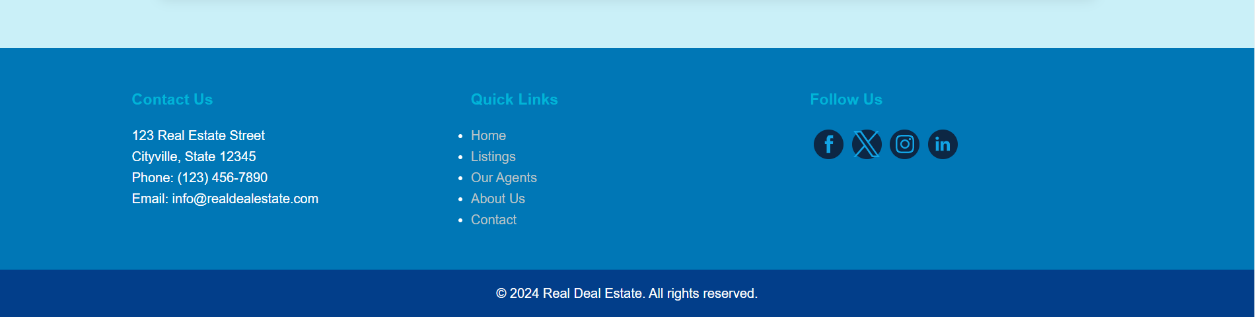 Contact Us
123 Real Estate Street
Cityville, State 12345
Phone: (123) 456-7890
Email: info@realdealestate.com
Quick Links
Home
Listings
Our Agents
About Us
Contact
Follow Us
© 2024 Real Deal Estate. All rights reserved.